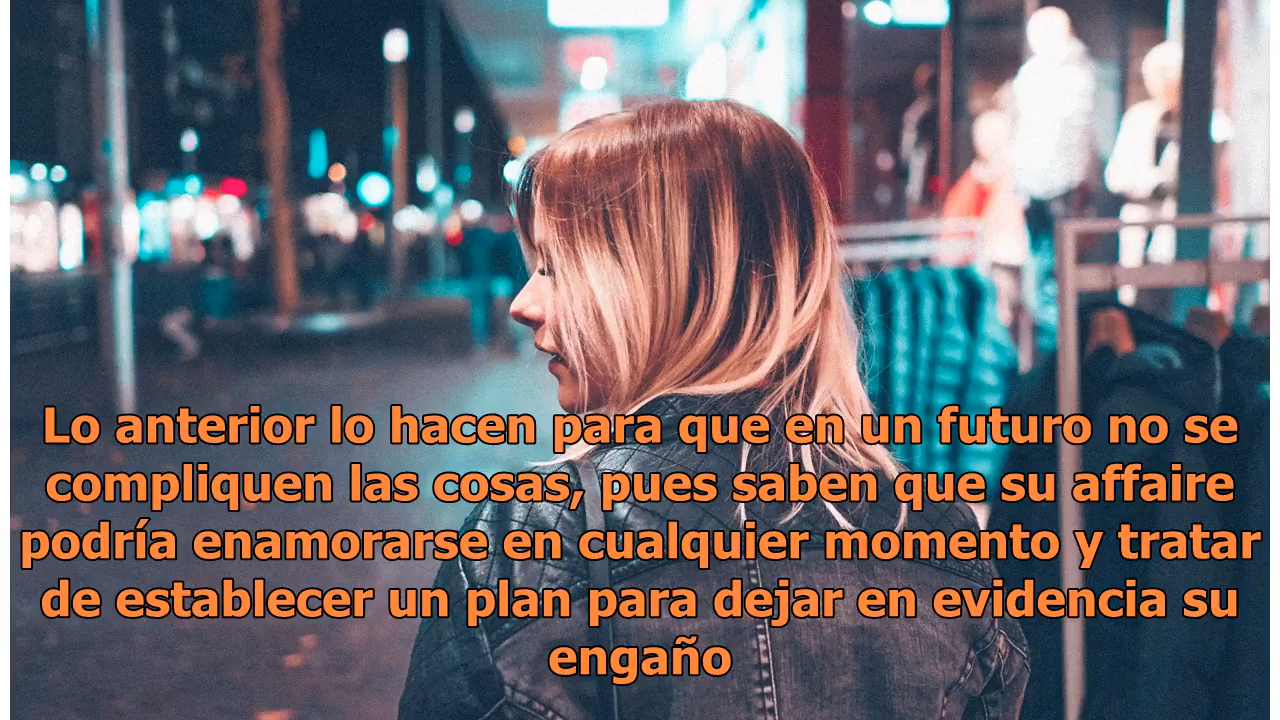 Lo anterior lo hacen para que en un futuro no se
compliquen las cosas, pues saben que su affaire
podría enamorarse en cualquier momento y tratar
de establecer un plan para dejar en evidencia su
engaño